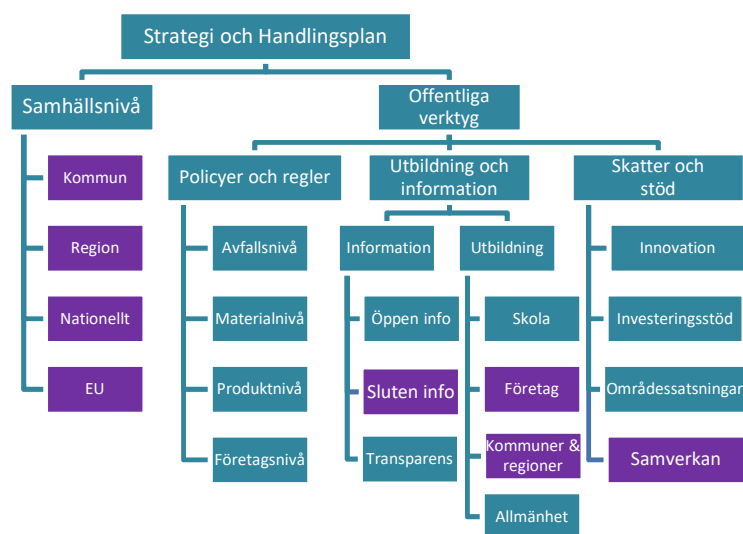 Strategi och Handlingsplan
Samhällsnivå
Offentliga
verktyg
Kommun
Region
Nationellt
EU
Policyer och regler
Utbildning och
information
Skatter och
stöd
Avfallsnivå
Materialnivå
Produktnivå
Företagsnivå
Information
Öppen info
Sluten info
Transparens
Utbildning
Skola
Företag
Kommuner &
regioner
Allmänhet
Innovation
Investeringsstöd
Områdessatsningar
Samverkan